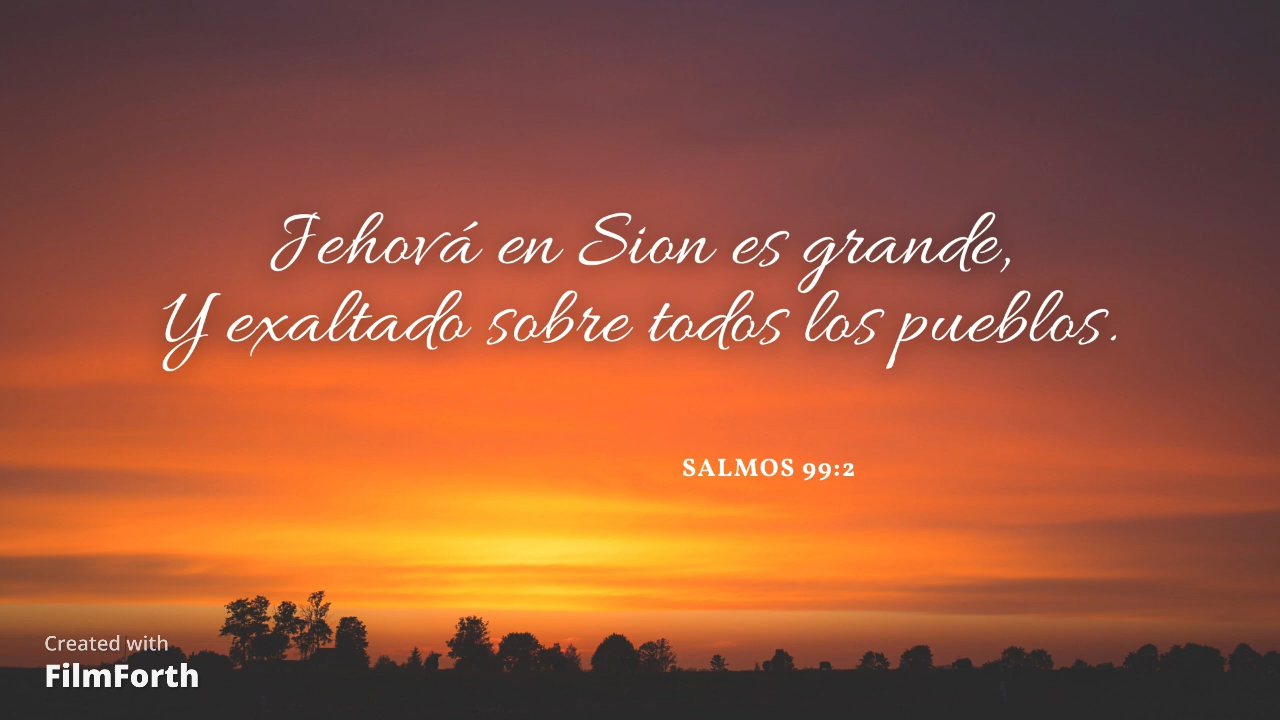 Jehová en Sion es grande,
Y exaltado sobre todos los pueblos.
SALMOS 99:2
Created with
FilmForth